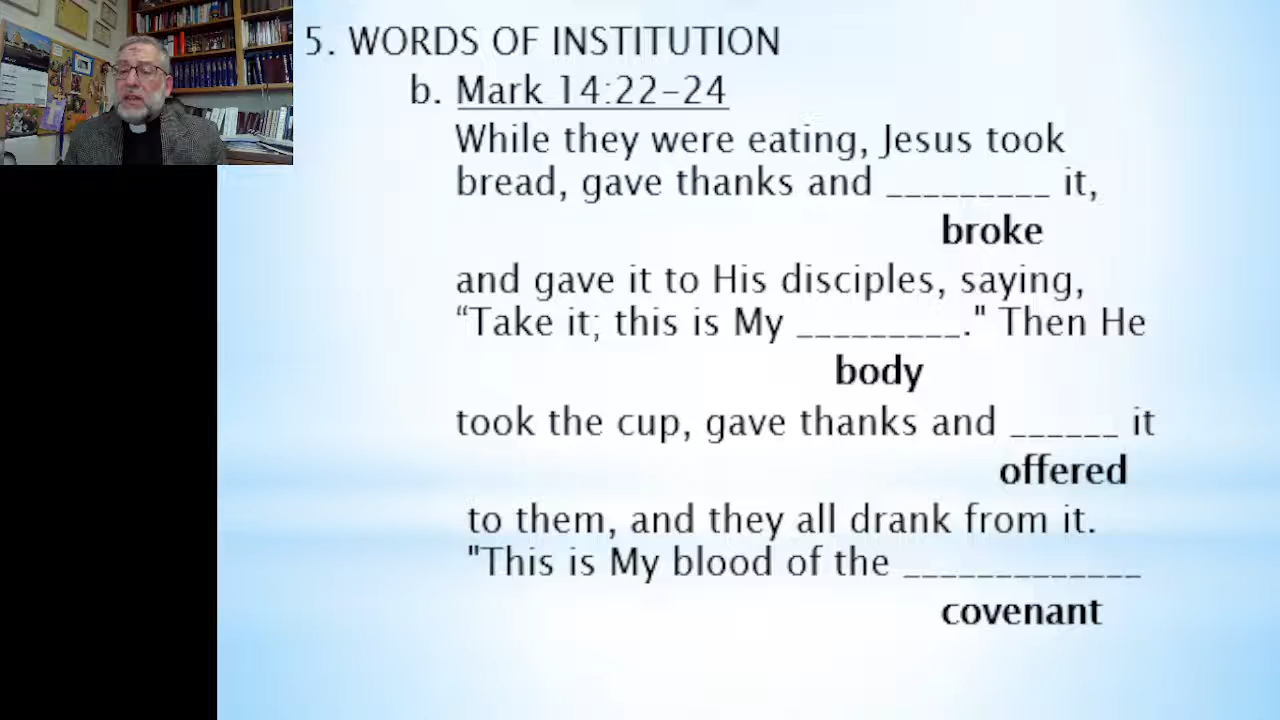 5. WORDS OF INSTITUTION
b. Mark 14:22-24
While they were eating, Jesus took
bread, gave thanks and _________ it,
broke
and gave it to His disciples, saying,
“Take it; this is My _________." Then He
body
took the cup, gave thanks and ______ it
offered
to them, and they all drank from it.
"This is My blood of the _____________
covenant